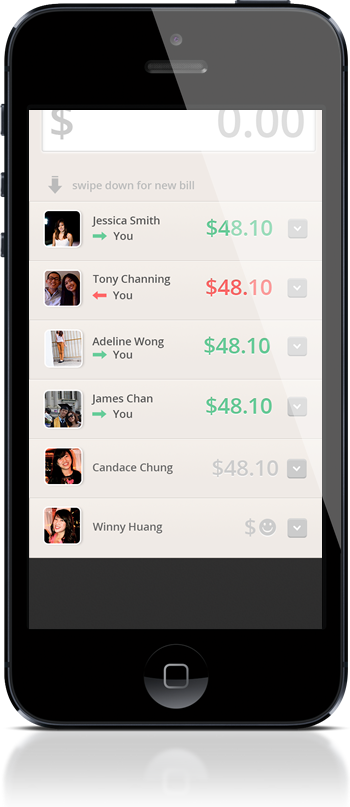 $ 0.00
swipe down for new bill
Jessica Smith
You
$48.10
Tony Channing
You
$48.10
Adeline Wong
You
$48.10
James Chan
You
$48.10
Candace Chung
$48.10
Winny Huang
$